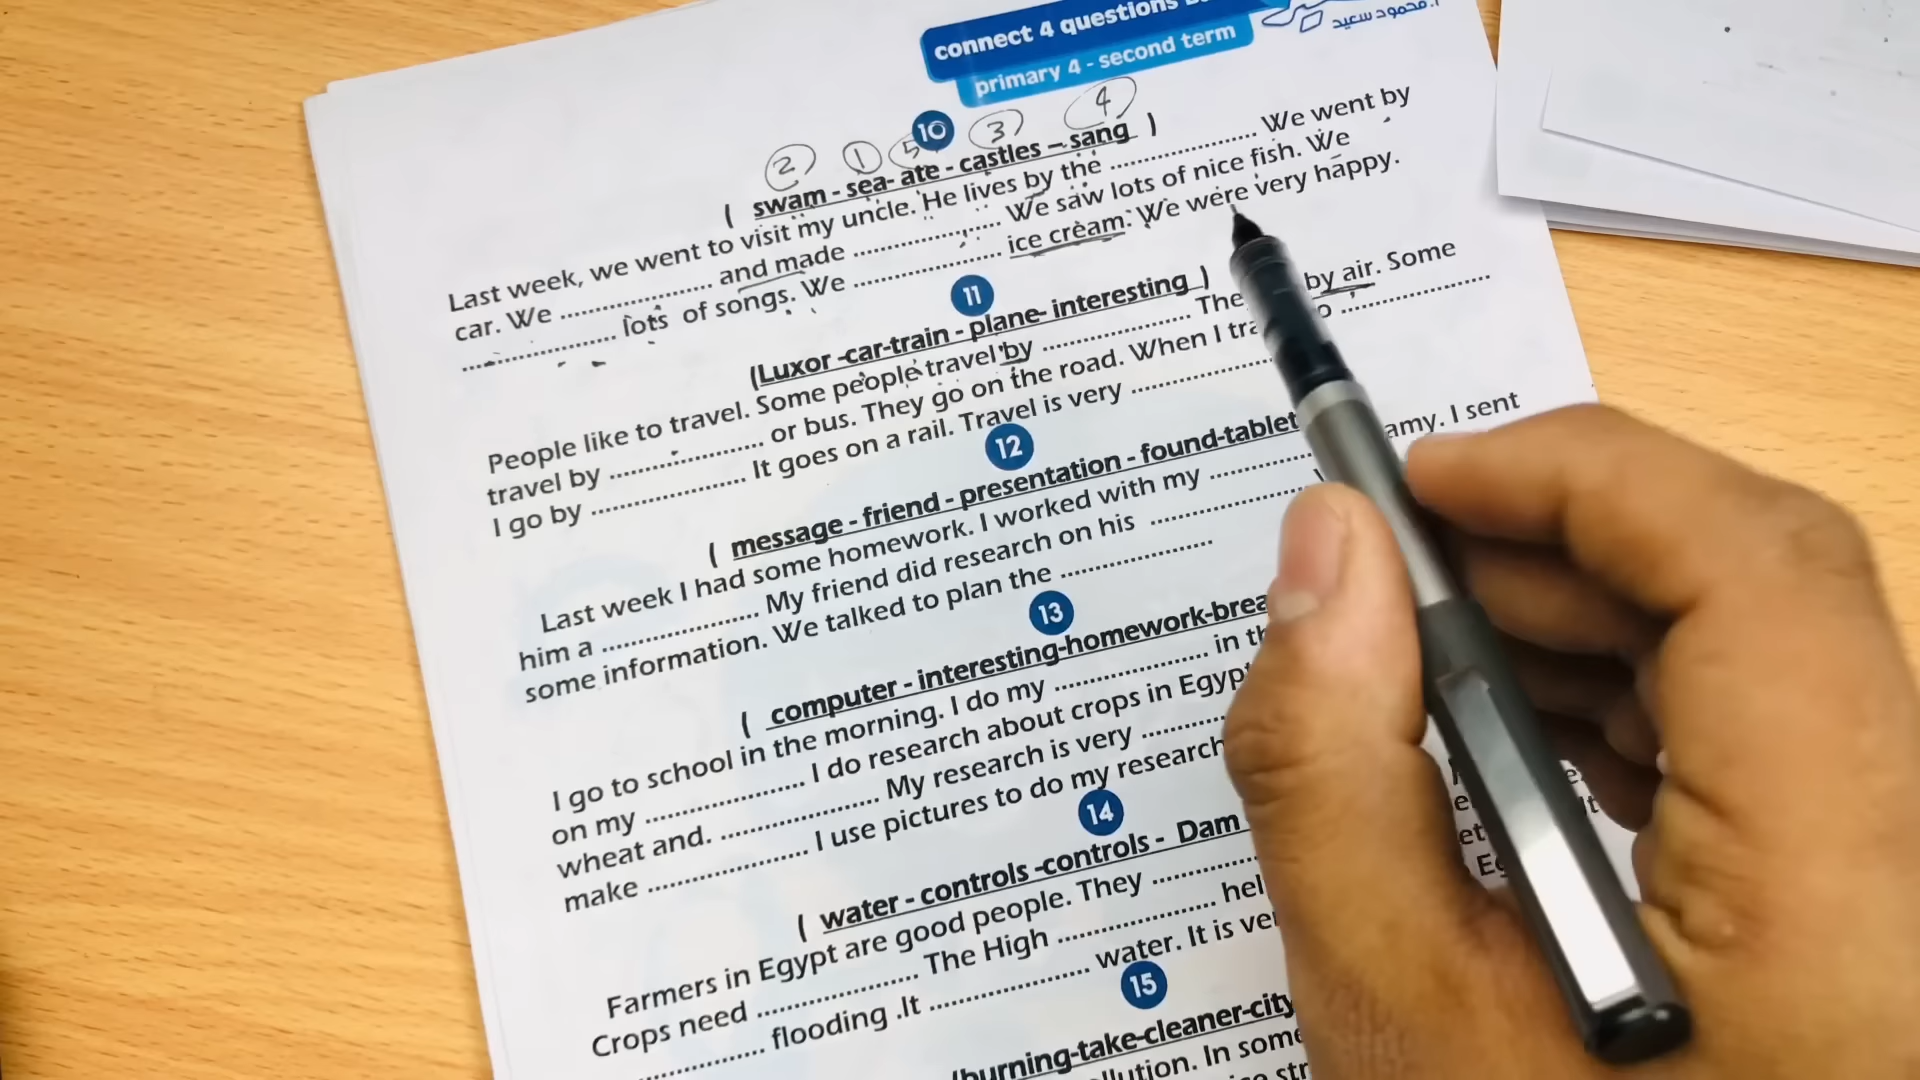 connect 4 questions
أ. محمود سعيد
primary 4 - second term
10
2 1 5 3 4
( swam - sea- ate - castles – sang )
Last week, we went to visit my uncle. He lives by the ........................ We went by
car. We ........................ and made ........................ We saw lots of nice fish. We
........................ lots of songs. We ........................ ice cream. We were very happy.
11
(Luxor -car-train - plane- interesting )
People like to travel. Some people travel by ........................ The by air. Some
travel by ........................ or bus. They go on the road. When I ........................
I go by ........................ It goes on a rail. Travel is very ........................
12
( message - friend - presentation - found-tablet
Last week I had some homework. I worked with my ........................ I sent
him a ........................ My friend did research on his ........................
some information. We talked to plan the ........................
13
( computer - interesting-homework-
I go to school in the morning. I do my ........................ in
on my ........................ I do research about crops in Egypt
wheat and. ........................ My research is very ........................
make ........................ I use pictures to do my research
14
( water - controls -controls - Dam
Farmers in Egypt are good people. They ........................
Crops need ........................ The High ........................
........................ flooding .It ........................ water. It is
15
burning-take-cleaner-city
In some